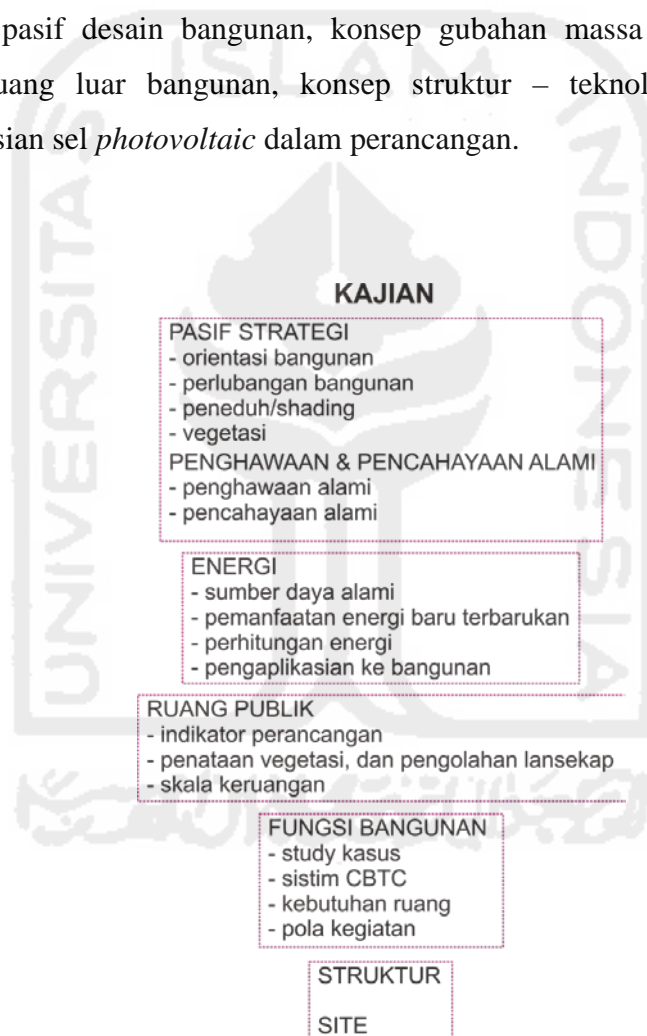 pasif desain bangunan, konsep gubahan massa
uang luar bangunan, konsep struktur – teknol
sian sel photovoltaic dalam perancangan.
KAJIAN
PASIF STRATEGI
- orientasi bangunan
- perlubangan bangunan
- peneduh/shading
- vegetasi
PENGHAWAAN & PENCAHAYAAN ALAMI
- penghawaan alami
- pencahayaan alami
ENERGI
- sumber daya alami
- pemanfaatan energi baru terbarukan
- perhitungan energi
- pengaplikasian ke bangunan
RUANG PUBLIK
- indikator perancangan
- penataan vegetasi, dan pengolahan lansekap
- skala keruangan
FUNGSI BANGUNAN
- study kasus
- sistim CBTC
- kebutuhan ruang
- pola kegiatan
STRUKTUR
SITE
UNIVERSITAS
ISLAM
INDONESIA